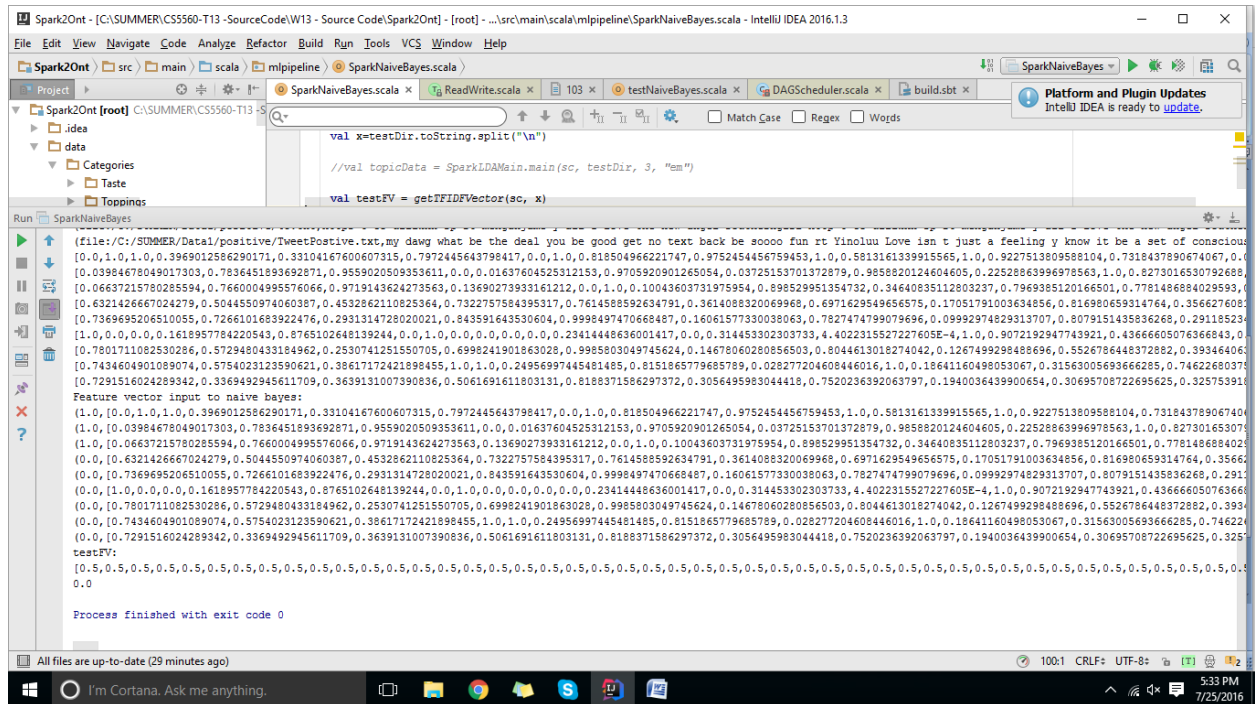 Spark2Ont - [C:\SUMMER\CS5560-T13 -SourceCode\W13 - Source Code\Spark2Ont] - [root] - ...\src\main\scala\mlpipeline\SparkNaiveBayes.scala - IntelliJ IDEA 2016.1.3
File Edit View Navigate Code Analyze Refactor Build Run Tools VCS Window Help
Spark2Ont src main scala mlpipeline SparkNaiveBayes.scala
SparkNaiveBayes
Project
SparkNaiveBayes.scala × ReadWrite.scala × 103 × testNaiveBayes.scala × DAGScheduler.scala × build.sbt ×
Platform and Plugin Updates
IntelliJ IDEA is ready to update.
Spark2Ont [root] C:\SUMMER\CS5560-T13 -S
.idea
data
Categories
Taste
Toppings
Match Case Regex Words
val x=testDir.toString.split("\n")
//val topicData = SparkLDAMain.main(sc, testDir, 3, "em")
val testFV = getTFIDFVector(sc, x)
Run SparkNaiveBayes
(file:/C:/SUMMER/Data1/positive/TweetPostive.txt,my dawg what be the deal you be good get no text back be soooo fun rt Yinoluu Love isn t just a feeling y know it be a set of conscious
[0.0,1.0,1.0,0.3969012586290171,0.33104167600607315,0.7972445643798417,0.0,1.0,0.818504966221747,0.9752454456759453,1.0,0.5813161339915565,1.0,0.9227513809588104,0.7318437890674067,0.0
[0.03984678049017303,0.7836451893692871,0.9559020509353611,0.0,0.01637604525312153,0.9705920901265054,0.03725153701372879,0.9858820124604605,0.22528863996978563,1.0,0.8273016530792688,
[0.06637215780285594,0.7660004995576066,0.9719143624273563,0.13690273933161212,0.0,1.0,0.10043603731975954,0.898529951354732,0.34640835112803237,0.7969385120166501,0.7781486884029593,0
[0.6321426667024279,0.5044550974060387,0.4532862110825364,0.7322757584395317,0.7614588592634791,0.3614088320069968,0.6971629549656575,0.17051791003634856,0.816980659314764,0.356627608
[0.7369695206510055,0.7266101683922476,0.2931314728020021,0.843591643530604,0.9998497470668487,0.16061577330038063,0.7827474799079696,0.09992974829313707,0.8079151435836268,0.291185234
[1.0,0.0,0.0,0.1618957784220543,0.8765102648139244,0.0,1.0,0.0,0.0,0.0,0.0,0.23414448636001417,0.0,0.314453302303733,4.4022315527227605E-4,1.0,0.9072192947743921,0.43666605076366843,0.0
[0.7801711082530286,0.5729480433184962,0.2530741251550705,0.6998241901863028,0.9985803049745624,0.1467806028085650​3,0.8044613018274042,0.1267499298488696,0.5526786448372882,0.393464063
[0.7434604901089074,0.5754023123590621,0.38617172421898455,1.0,1.0,0.24956997445481485,0.8151865779685789,0.028277204608446016,1.0,0.18641160498053067,0.31563005693666285,0.746226803​75
[0.7291516024289342,0.3369492945611709,0.3639131007390836,0.5061691611803131,0.8188371586297372,0.3056495983044418,0.752036392063797,0.1940036439900654,0.30695708722695625,0.325753918
Feature vector input to naive bayes:
(1.0,[0.0,1.0,1.0,0.3969012586290171,0.33104167600607315,0.7972445643798417,0.0,1.0,0.818504966221747,0.9752454456759453,1.0,0.5813161339915565,1.0,0.9227513809588104,0.731843789067406
(1.0,[0.03984678049017303,0.7836451893692871,0.9559020509353611,0.0,0.01637604525312153,0.9705920901265054,0.03725153701372879,0.9858820124604605,0.22528863996978563,1.0,0.827301653079
(1.0,[0.06637215780285594,0.7660004995576066,0.9719143624273563,0.13690273933161212,0.0,1.0,0.10043603731975954,0.898529951354732,0.34640835112803237,0.7969385120166501,0.7781486884029
(0.0,[0.6321426667024279,0.5044550974060387,0.4532862110825364,0.7322757584395317,0.7614588592634791,0.3614088320069968,0.6971629549656575,0.17051791003634856,0.816980659314764,0.3566​2
(0.0,[0.7369695206510055,0.7266101683922476,0.2931314728020021,0.843591643530604,0.9998497470668487,0.16061577330038063,0.7827474799079696,0.09992974829313707,0.8079151435836268,0.291​1
(0.0,[1.0,0.0,0.0,0.1618957784220543,0.8765102648139244,0.0,1.0,0.0,0.0,0.0,0.0,0.23414448636001417,0.0,0.314453302303733,4.4022315527227605E-4,1.0,0.9072192947743921,0.436666050763668
(0.0,[0.7801711082530286,0.5729480433184962,0.2530741251550705,0.6998241901863028,0.9985803049745624,0.14678060280856503,0.8044613018274042,0.1267499298488696,0.5526786448372882,0.3934
(0.0,[0.7434604901089074,0.5754023123590621,0.38617172421898455,1.0,1.0,0.24956997445481485,0.8151865779685789,0.028277204608446016,1.0,0.18641160498053067,0.31563005693666285,0.74622​6
(0.0,[0.7291516024289342,0.3369492945611709,0.3639131007390836,0.5061691611803131,0.8188371586297372,0.3056495983044418,0.752036392063797,0.1940036439900654,0.30695708722695625,0.3257
testFV:
[0.5,0.5,0.5,0.5,0.5,0.5,0.5,0.5,0.5,0.5,0.5,0.5,0.5,0.5,0.5,0.5,0.5,0.5,0.5,0.5,0.5,0.5,0.5,0.5,0.5,0.5,0.5,0.5,0.5,0.5,0.5,0.5,0.5,0.5,0.5,0.5,0.5,0.5,0.5,0.5,0.5,0.5,0.5,0.5,0.5,0.5
0.0
Process finished with exit code 0
All files are up-to-date (29 minutes ago)
100:1 CRLF UTF-8 [T] 2
I'm Cortana. Ask me anything.
5:33 PM
7/25/2016